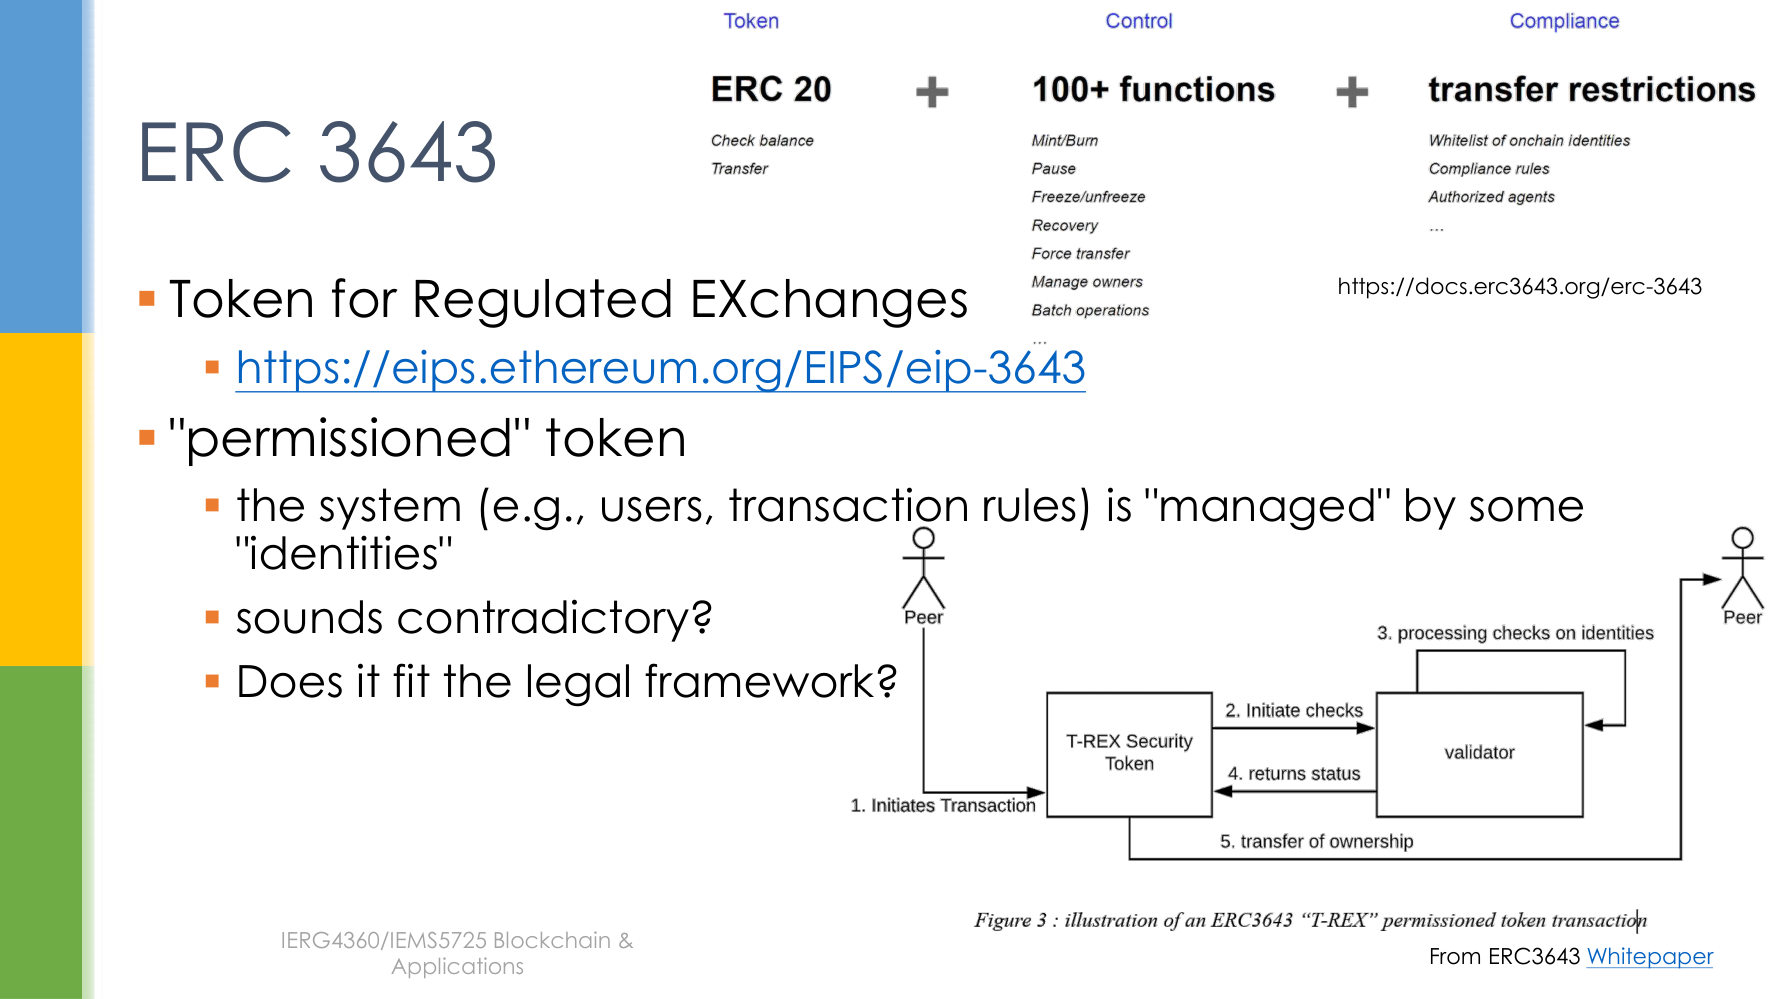 Token
Control
Compliance
ERC 20
100+ functions
transfer restrictions
Check balance
Transfer
Mint/Burn
Pause
Freeze/unfreeze
Recovery
Force transfer
Manage owners
Batch operations
...
Whitelist of onchain identities
Compliance rules
Authorized agents
...
https://docs.erc3643.org/erc-3643
ERC 3643
Token for Regulated EXchanges
https://eips.ethereum.org/EIPS/eip-3643
"permissioned" token
the system (e.g., users, transaction rules) is "managed" by some
"identities"
sounds contradictory?
Does it fit the legal framework?
Peer
Peer
3. processing checks on identities
2. Initiate checks
T-REX Security
Token
validator
4. returns status
1. Initiates Transaction
5. transfer of ownership
Figure 3 : illustration of an ERC3643 “T-REX” permissioned token transaction
From ERC3643 Whitepaper
IERG4360/IEMS5725 Blockchain &
Applications